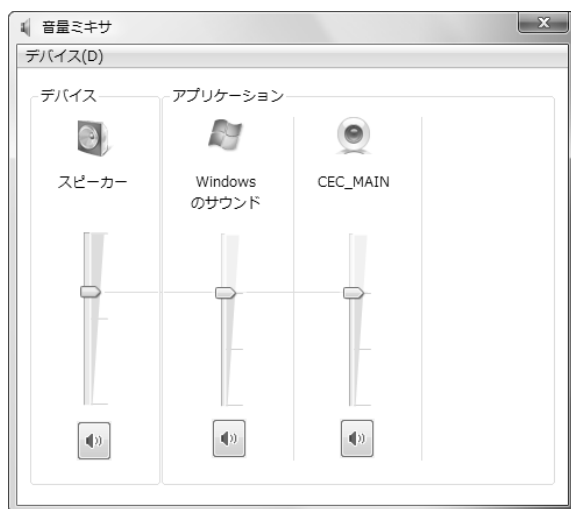 音量ミキサ
デバイス(D)
デバイス
アプリケーション
スピーカー
Windows
のサウンド
CEC_MAIN